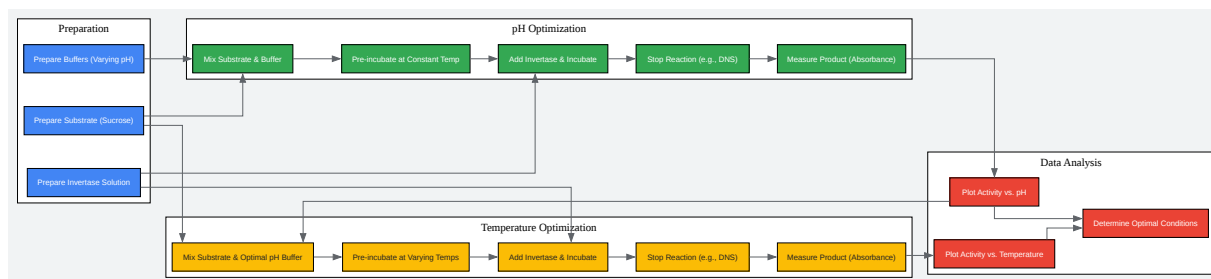 Preparation
Prepare Buffers (Varying pH)
Prepare Substrate (Sucrose)
Prepare Invertase Solution
pH Optimization
Mix Substrate & Buffer
Pre-incubate at Constant Temp
Add Invertase & Incubate
Stop Reaction (e.g., DNS)
Measure Product (Absorbance)
Temperature Optimization
Mix Substrate & Optimal pH Buffer
Pre-incubate at Varying Temps
Add Invertase & Incubate
Stop Reaction (e.g., DNS)
Measure Product (Absorbance)
Data Analysis
Plot Activity vs. pH
Determine Optimal Conditions
Plot Activity vs. Temperature